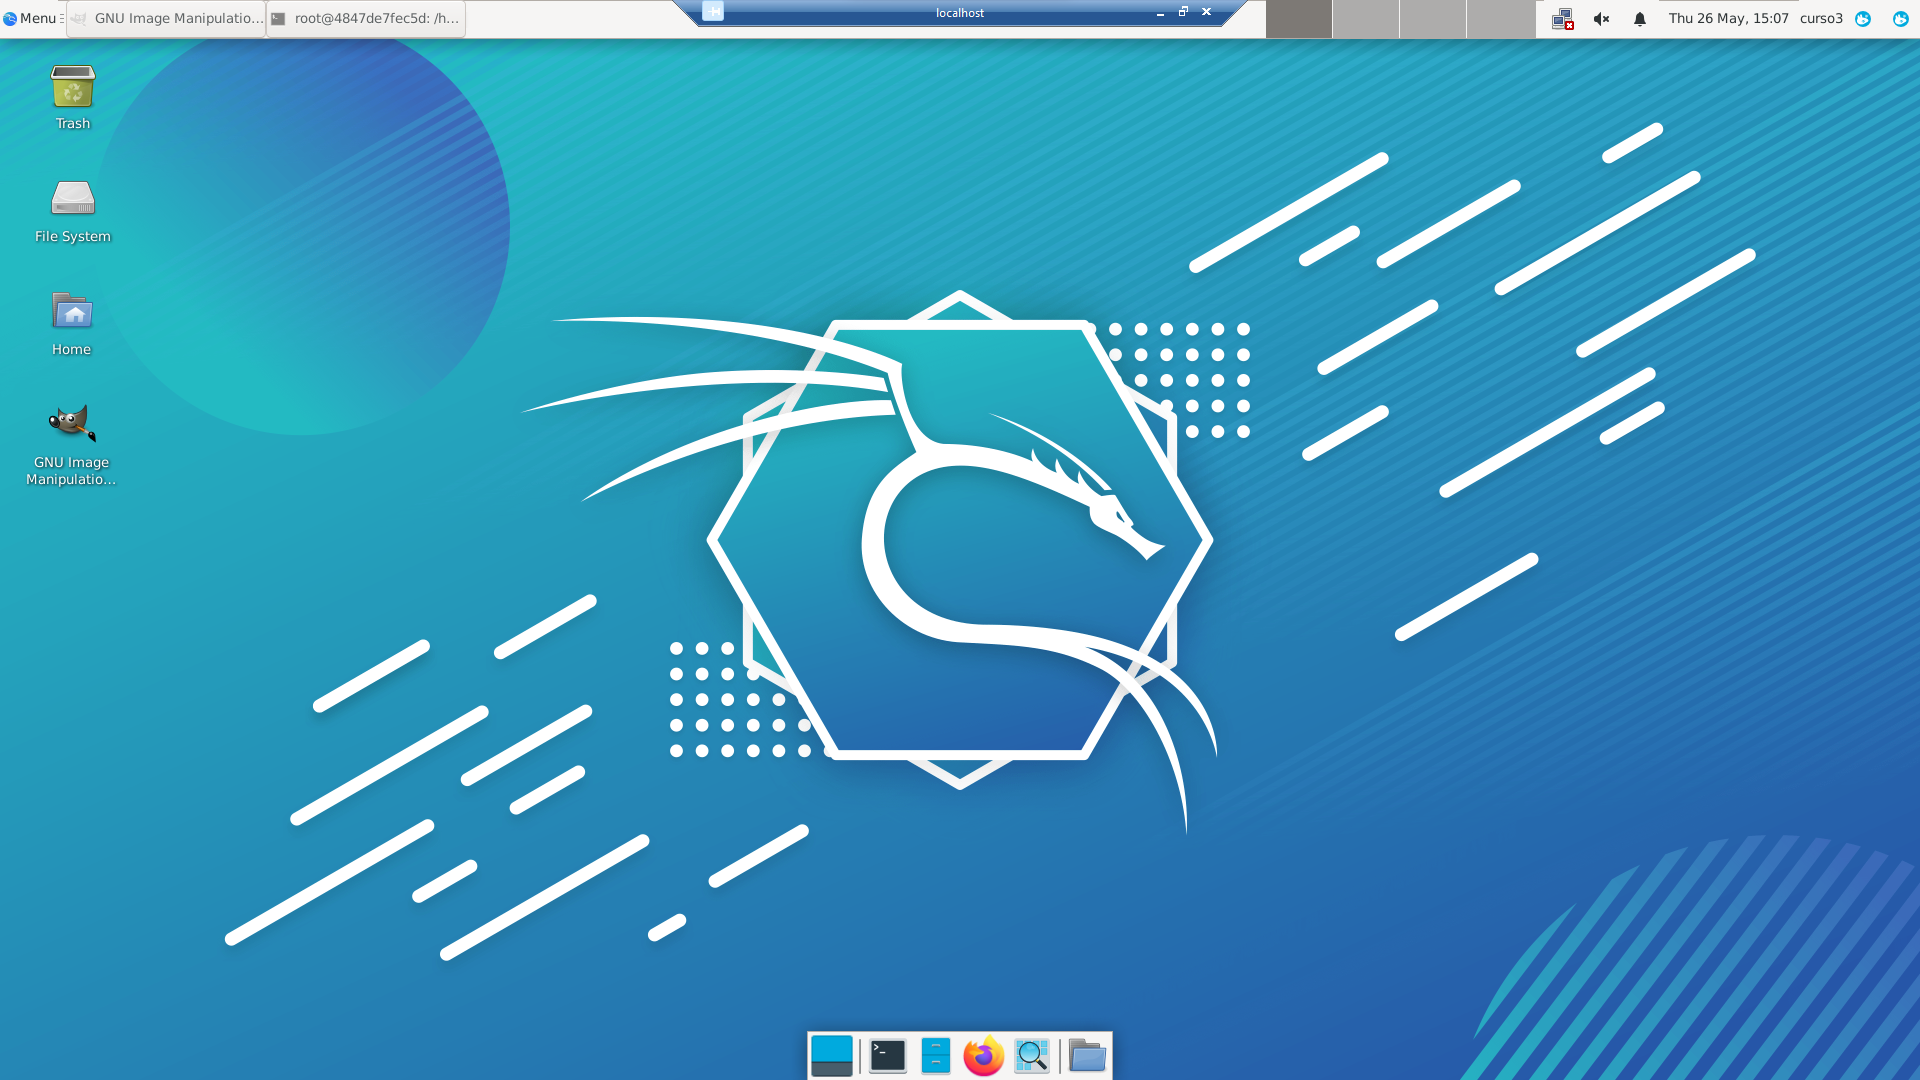 Menu
GNU Image Manipulatio...
root@4847de7fec5d: /h...
localhost
Thu 26 May, 15:07
curso3
Trash
File System
Home
GNU Image
Manipulatio...